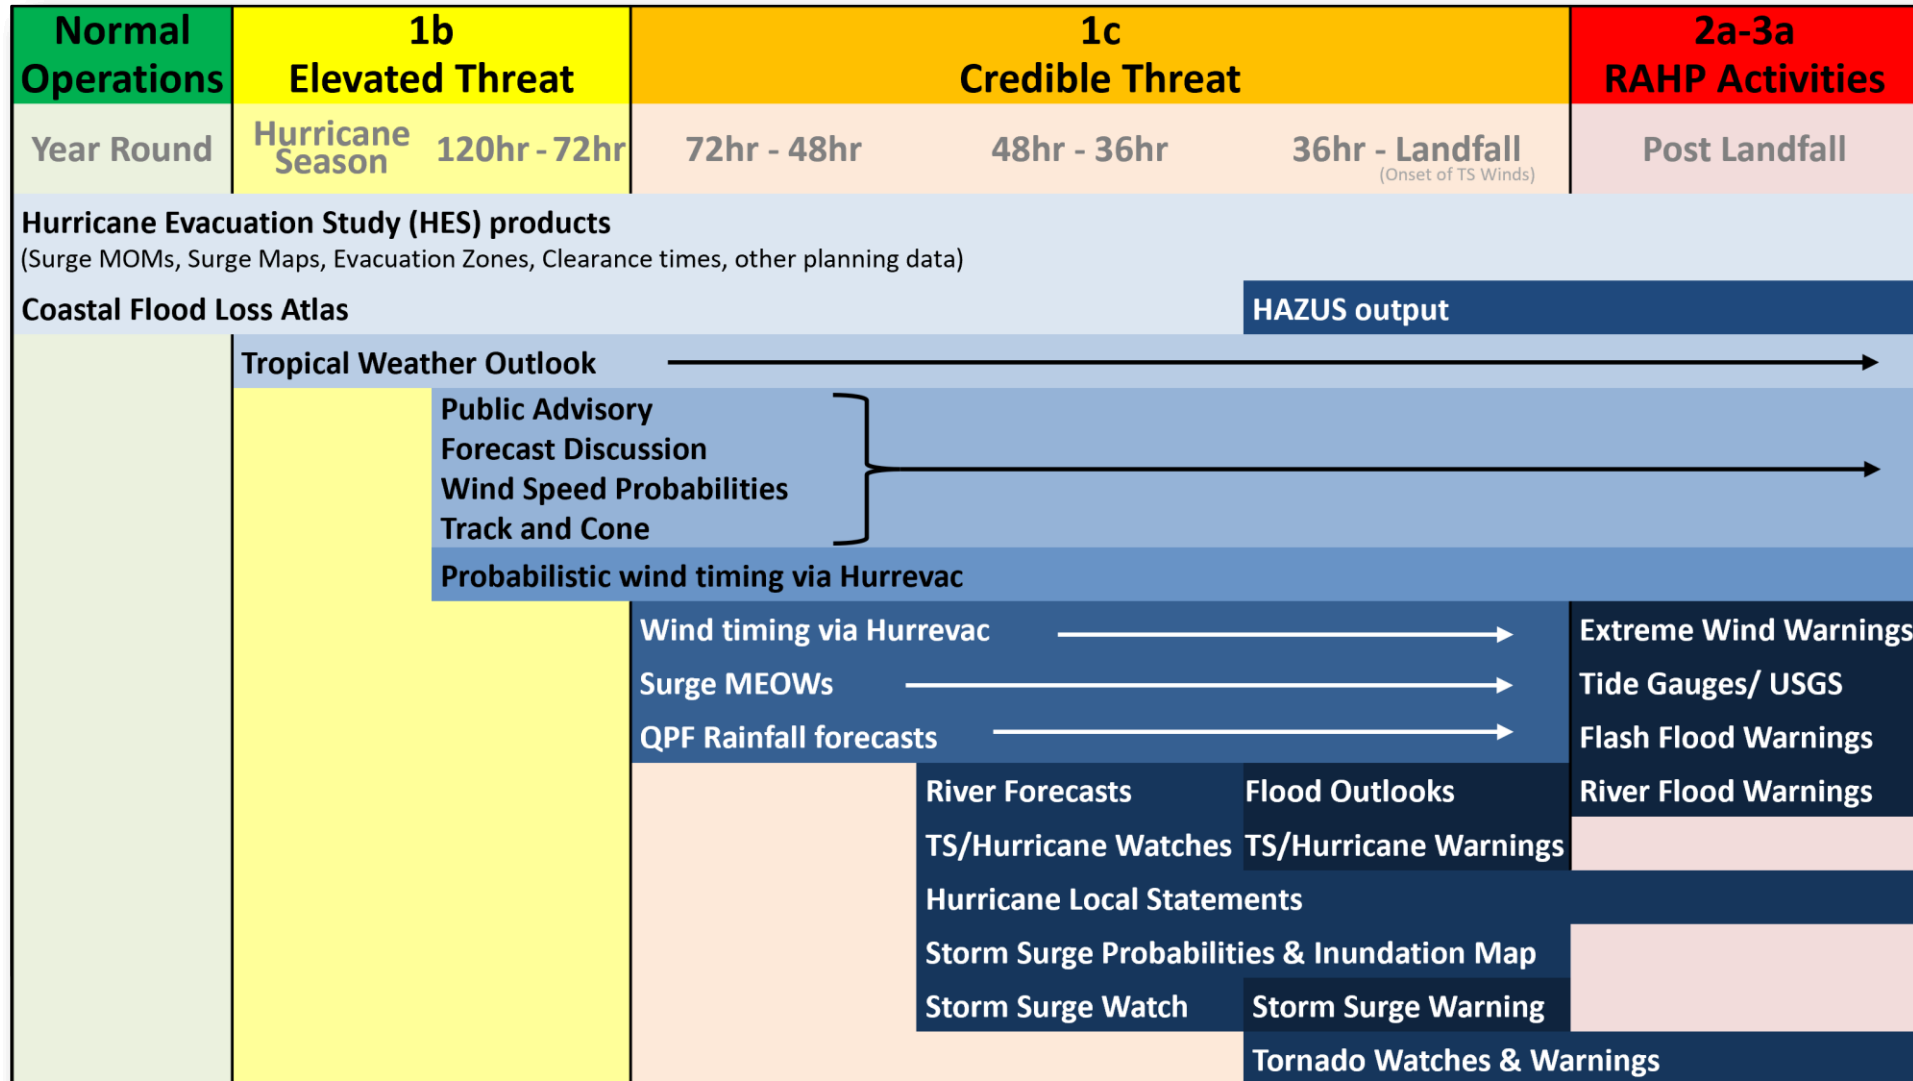 Normal
Operations
1b
Elevated Threat
1c
Credible Threat
2a-3a
RAHP Activities
Year Round
Hurricane
Season
120hr - 72hr
72hr - 48hr
48hr - 36hr
36hr - Landfall
(Onset of TS Winds)
Post Landfall
Hurricane Evacuation Study (HES) products
(Surge MOMs, Surge Maps, Evacuation Zones, Clearance times, other planning data)
Coastal Flood Loss Atlas
HAZUS output
Tropical Weather Outlook
Public Advisory
Forecast Discussion
Wind Speed Probabilities
Track and Cone
Probabilistic wind timing via Hurrevac
Wind timing via Hurrevac
Extreme Wind Warnings
Surge MEOWs
Tide Gauges/ USGS
QPF Rainfall forecasts
Flash Flood Warnings
River Forecasts
Flood Outlooks
River Flood Warnings
TS/Hurricane Watches
TS/Hurricane Warnings
Hurricane Local Statements
Storm Surge Probabilities & Inundation Map
Storm Surge Watch
Storm Surge Warning
Tornado Watches & Warnings